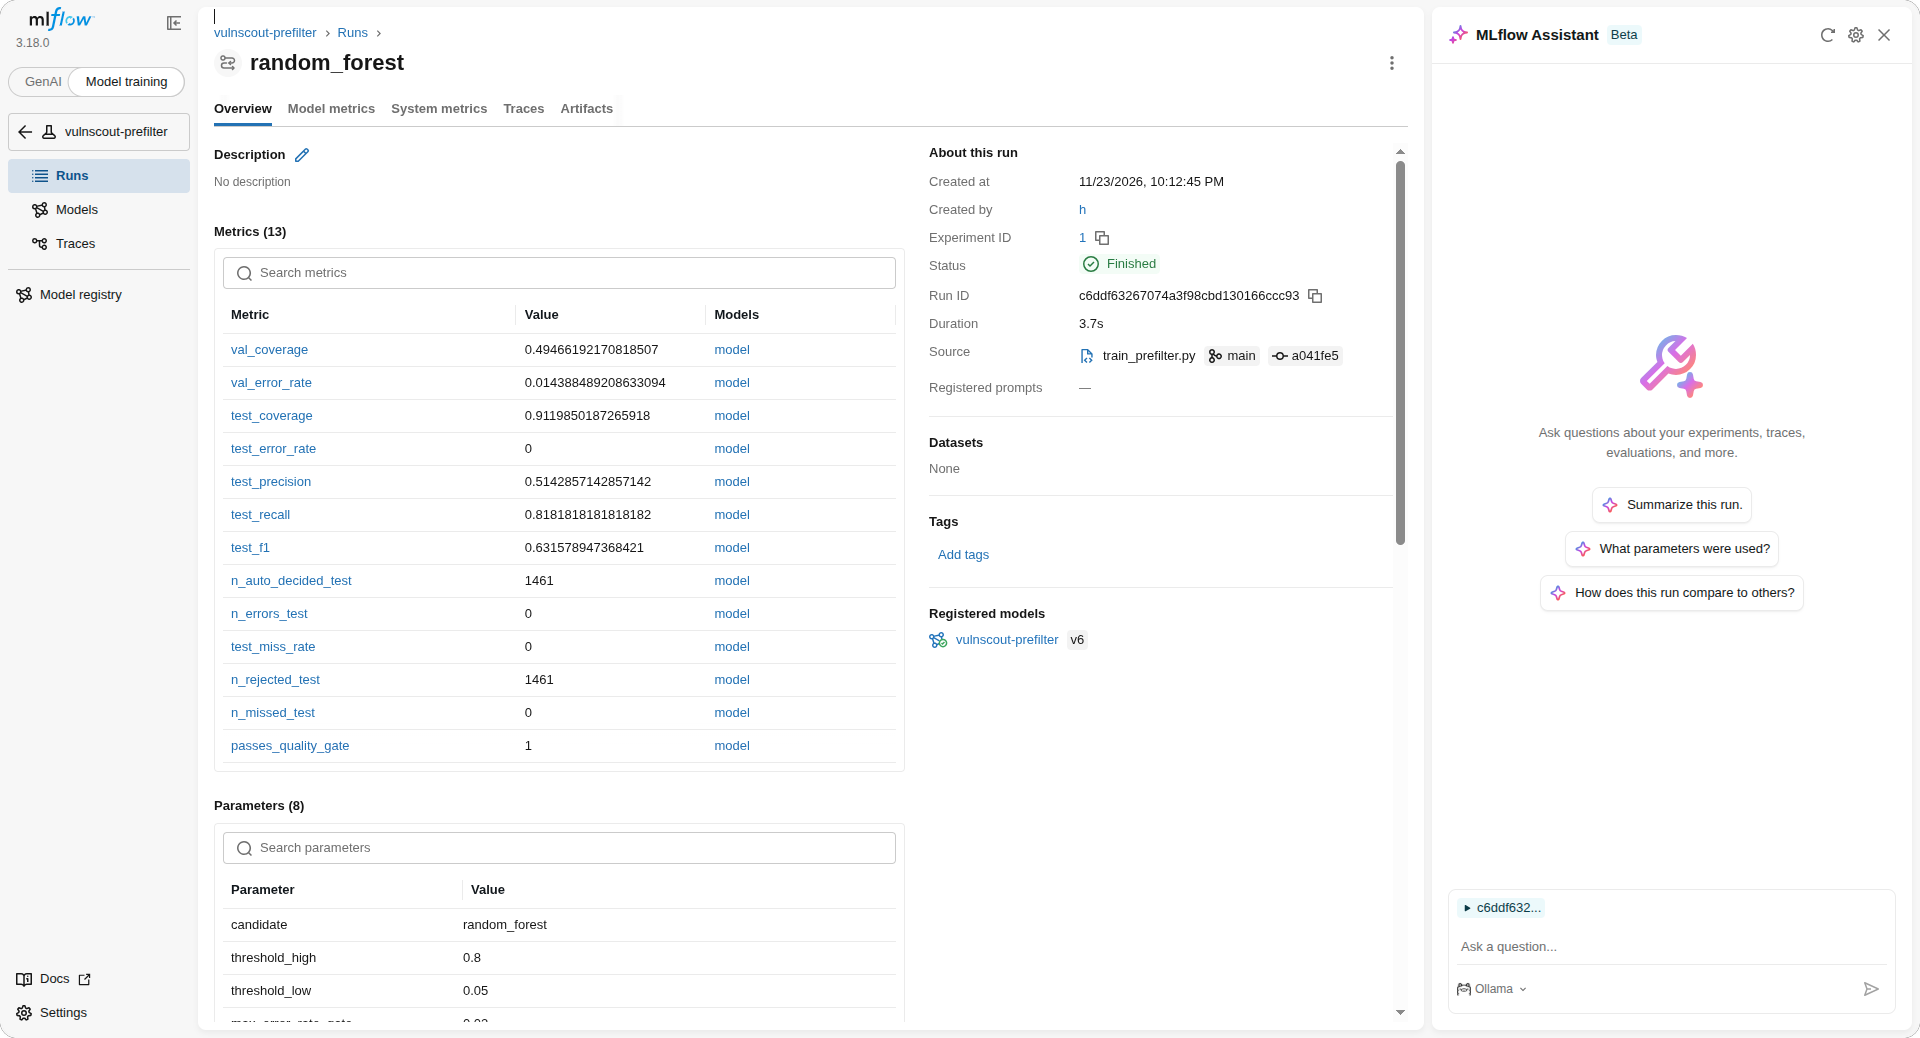 mlflow
3.18.0
GenAI
Model training
vulnscout-prefilter
Runs
Models
Traces
Model registry
Docs
Settings
vulnscout-prefilter › Runs ›
random_forest
Overview Model metrics System metrics Traces Artifacts
Description
No description
Metrics (13)
Search metrics
Metric Value Models
val_coverage 0.49466192170818507 model
val_error_rate 0.014388489208633094 model
test_coverage 0.9119850187265918 model
test_error_rate 0 model
test_precision 0.5142857142857142 model
test_recall 0.8181818181818182 model
test_f1 0.631578947368421 model
n_auto_decided_test 1461 model
n_errors_test 0 model
test_miss_rate 0 model
n_rejected_test 1461 model
n_missed_test 0 model
passes_quality_gate 1 model
Parameters (8)
Search parameters
Parameter Value
candidate random_forest
threshold_high 0.8
threshold_low 0.05
About this run
Created at 11/23/2026, 10:12:45 PM
Created by h
Experiment ID 1
Status Finished
Run ID c6ddf63267074a3f98cbd130166ccc93
Duration 3.7s
Source train_prefilter.py main a041fe5
Registered prompts —
Datasets
None
Tags
Add tags
Registered models
vulnscout-prefilter v6
MLflow Assistant Beta
Ask questions about your experiments, traces,
evaluations, and more.
Summarize this run.
What parameters were used?
How does this run compare to others?
c6ddf632...
Ask a question...
Ollama